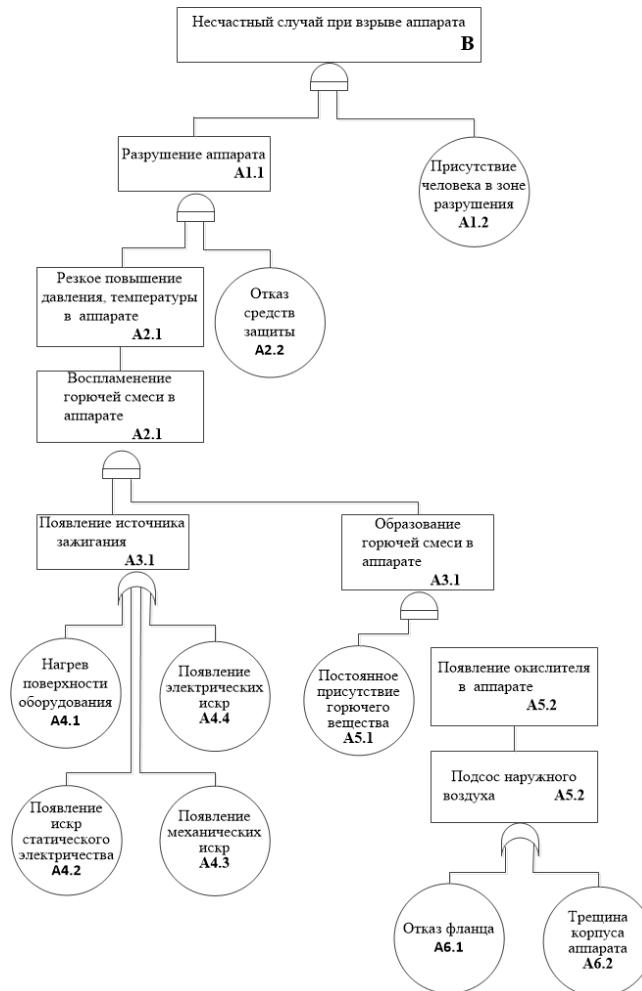 Несчастный случай при взрыве аппарата
В
Разрушение аппарата
А1.1
Присутствие
человека в зоне
разрушения
А1.2
Резкое повышение
давления, температуры
в аппарате
А2.1
Отказ
средств
защиты
А2.2
Воспламенение
горючей смеси в
аппарате
А2.1
Появление источника
зажигания
А3.1
Образование
горючей смеси в
аппарате
А3.1
Нагрев
поверхности
оборудования
А4.1
Появление
электрических
искр
А4.4
Постоянное
присутствие
горючего
вещества
А5.1
Появление окислителя
в аппарате
А5.2
Появление
искр
статического
электричества
А4.2
Появление
механических
искр
А4.3
Подсос наружного
воздуха А5.2
Отказ фланца
А6.1
Трещина
корпуса
аппарата
А6.2